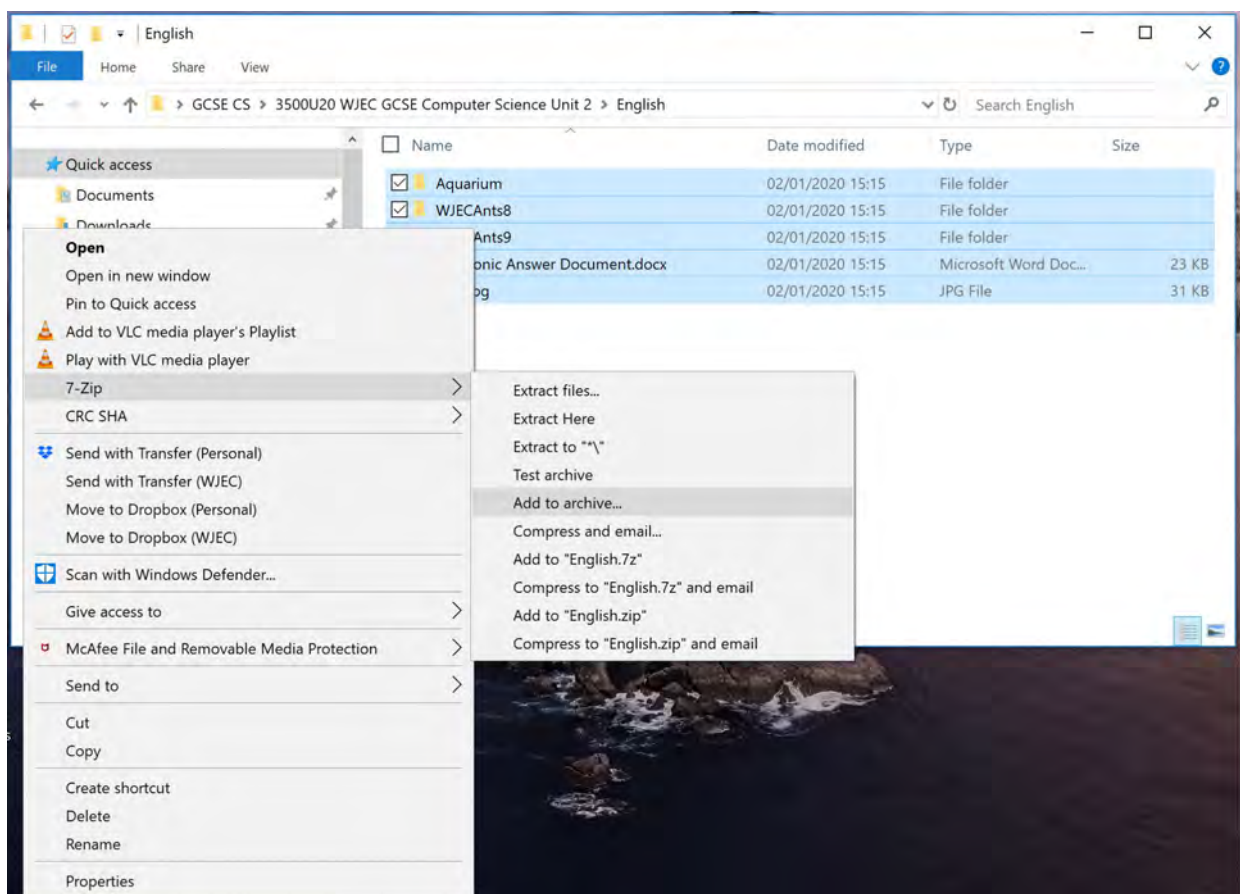 English
File Home Share View
GCSE CS > 3500U20 WJEC GCSE Computer Science Unit 2 > English Search English
Name Date modified Type Size
Quick access
Aquarium 02/01/2020 15:15 File folder
Documents
WJECAnts8 02/01/2020 15:15 File folder
Downloads
Ants9 02/01/2020 15:15 File folder
onic Answer Document.docx 02/01/2020 15:15 Microsoft Word Doc... 23 KB
02/01/2020 15:15 JPG File 31 KB
Open
Open in new window
Pin to Quick access
Add to VLC media player's Playlist
Play with VLC media player
7-Zip
CRC SHA
Send with Transfer (Personal)
Send with Transfer (WJEC)
Move to Dropbox (Personal)
Move to Dropbox (WJEC)
Scan with Windows Defender...
Give access to
McAfee File and Removable Media Protection
Send to
Cut
Copy
Create shortcut
Delete
Rename
Properties
Extract files...
Extract Here
Extract to "*\"
Test archive
Add to archive...
Compress and email...
Add to "English.7z"
Compress to "English.7z" and email
Add to "English.zip"
Compress to "English.zip" and email